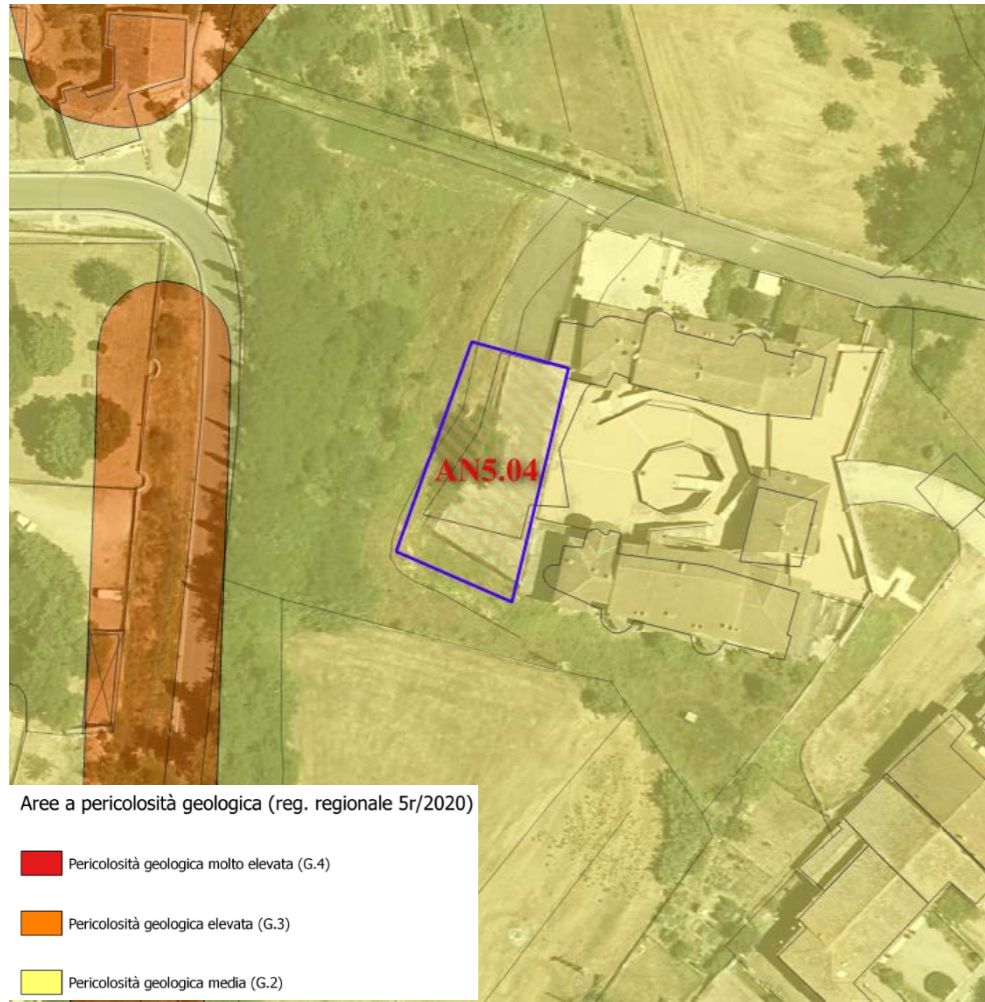 AN5.04
Aree a pericolosità geologica (reg. regionale 5r/2020)
Pericolosità geologica molto elevata (G.4)
Pericolosità geologica elevata (G.3)
Pericolosità geologica media (G.2)